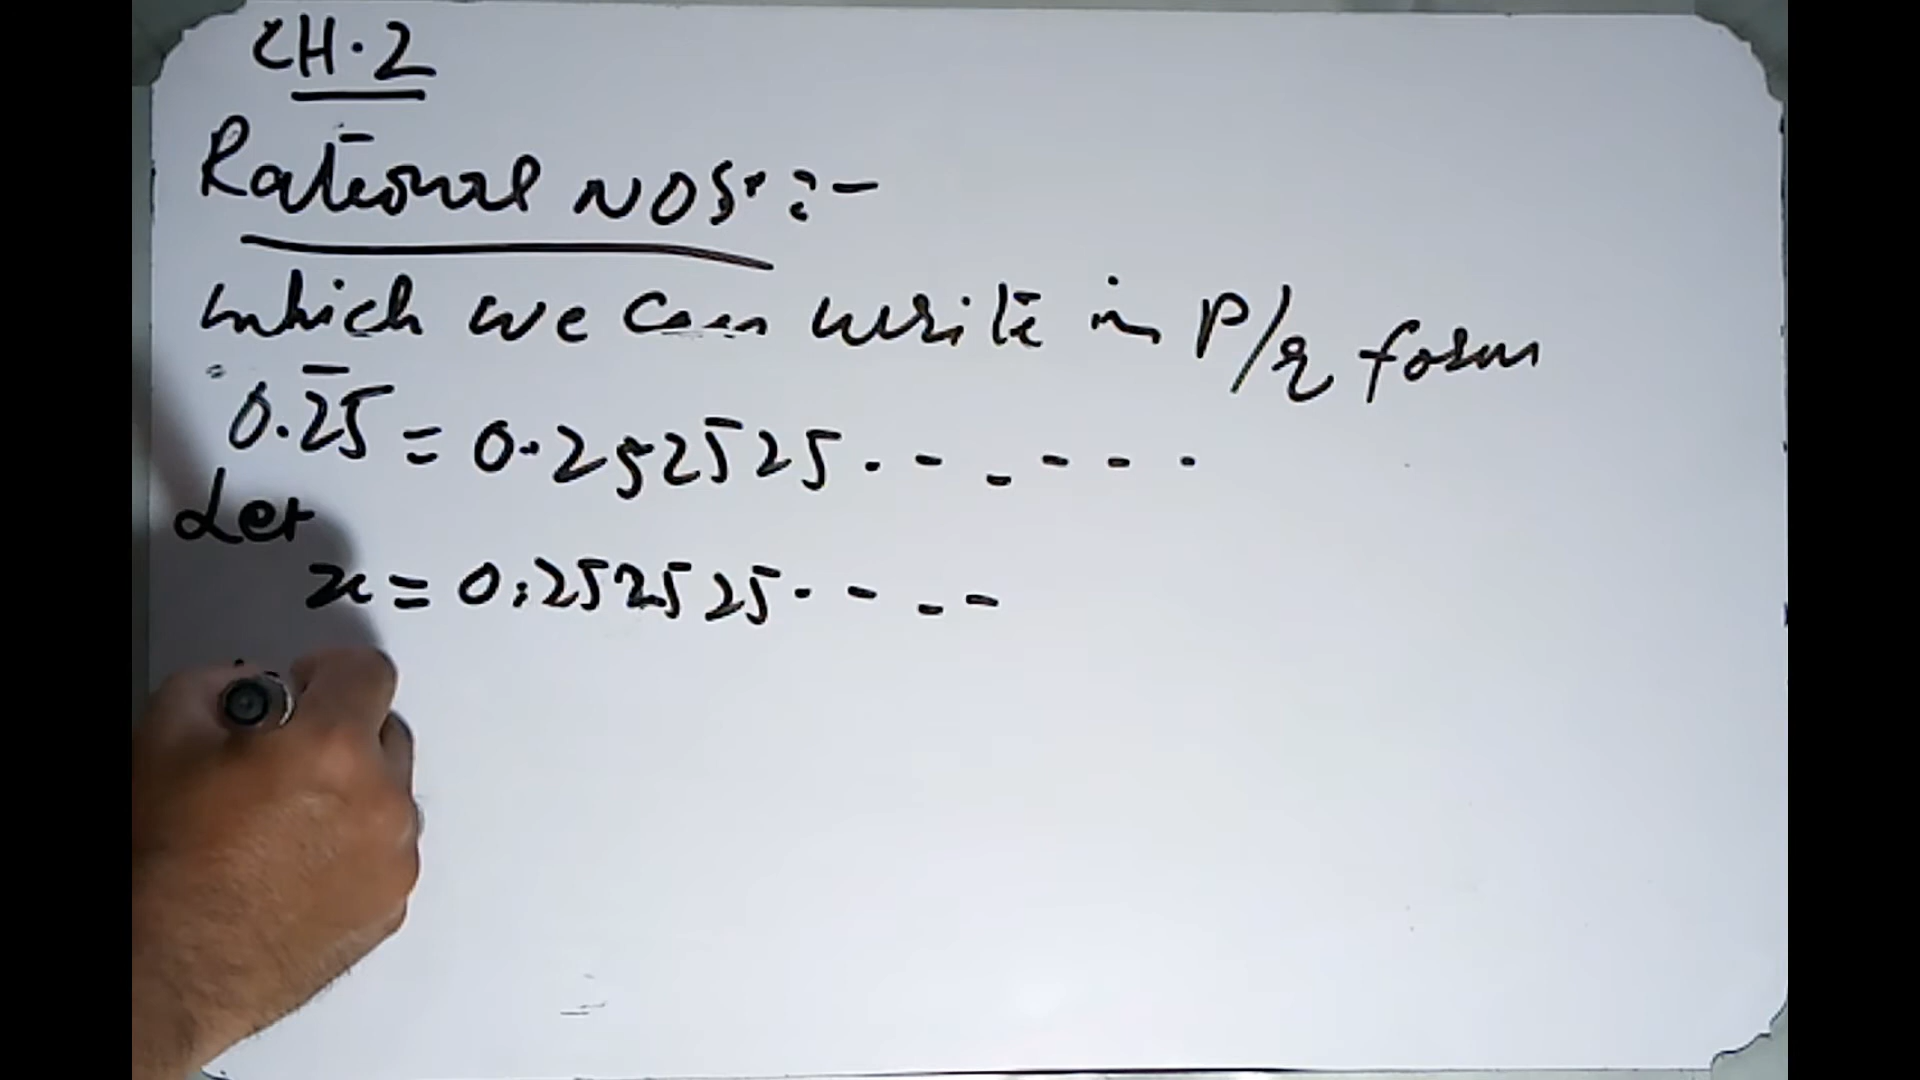 CH.2
Rational NOS. :-
which we can write in P/q form
0.2̅5̅ = 0.252525.------
Let
x = 0.252525.---